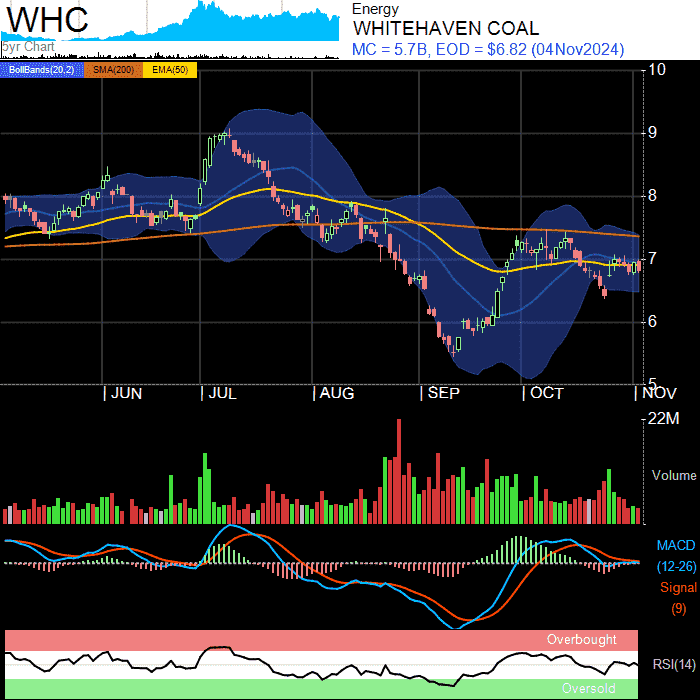 WHC
5yr Chart
Energy
WHITEHAVEN COAL
MC = 5.7B, EOD = $6.82 (04Nov2024)
BollBands(20,2) SMA(200) EMA(50)
10
9
8
7
6
5
JUN JUL AUG SEP OCT NOV
22M
Volume
MACD
(12-26)
Signal
(9)
Overbought
RSI(14)
Oversold